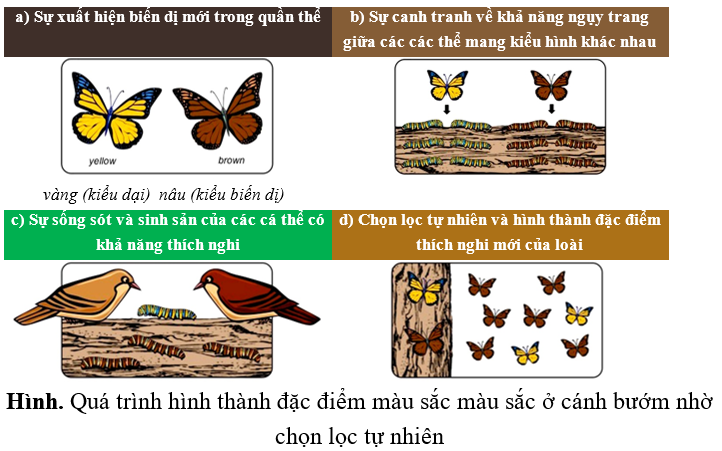 a) Sự xuất hiện biến dị mới trong quần thể
b) Sự canh tranh về khả năng ngụy trang
giữa các các thể mang kiểu hình khác nhau
yellow
brown
vàng (kiểu dại) nâu (kiểu biến dị)
c) Sự sống sót và sinh sản của các cá thể có
khả năng thích nghi
d) Chọn lọc tự nhiên và hình thành đặc điểm
thích nghi mới của loài
Hình. Quá trình hình thành đặc điểm màu sắc màu sắc ở cánh bướm nhờ
chọn lọc tự nhiên